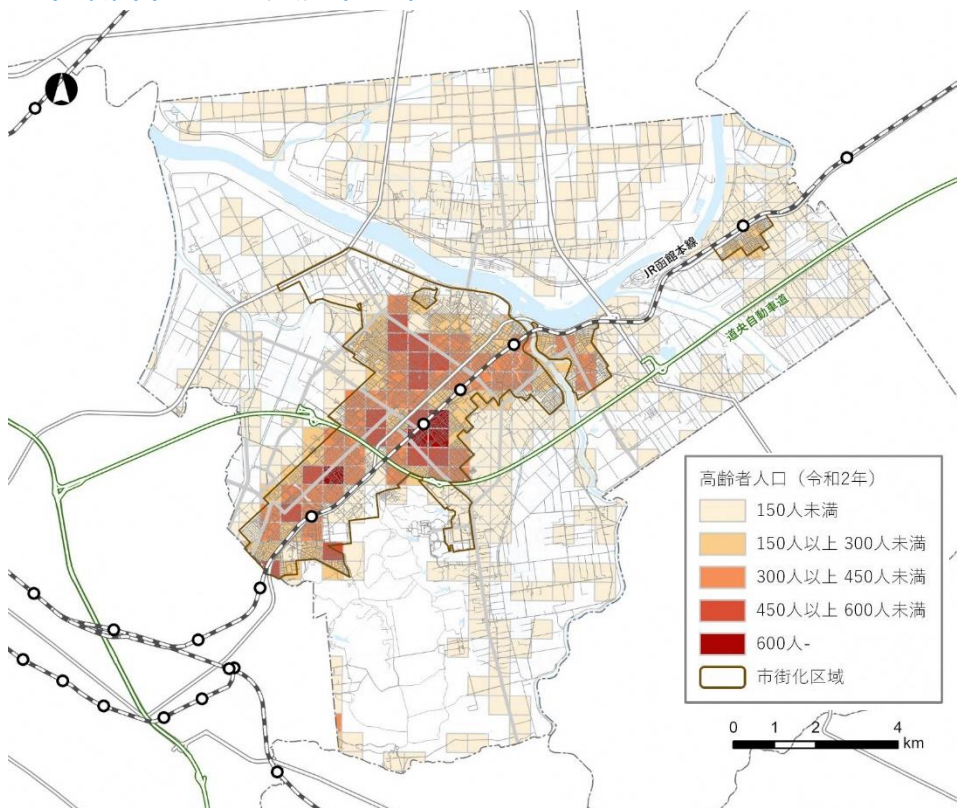 JR函館本線
道央自動車道
高齢者人口（令和2年）
150人未満
150人以上 300人未満
300人以上 450人未満
450人以上 600人未満
600人-
市街化区域
0 1 2 4
km